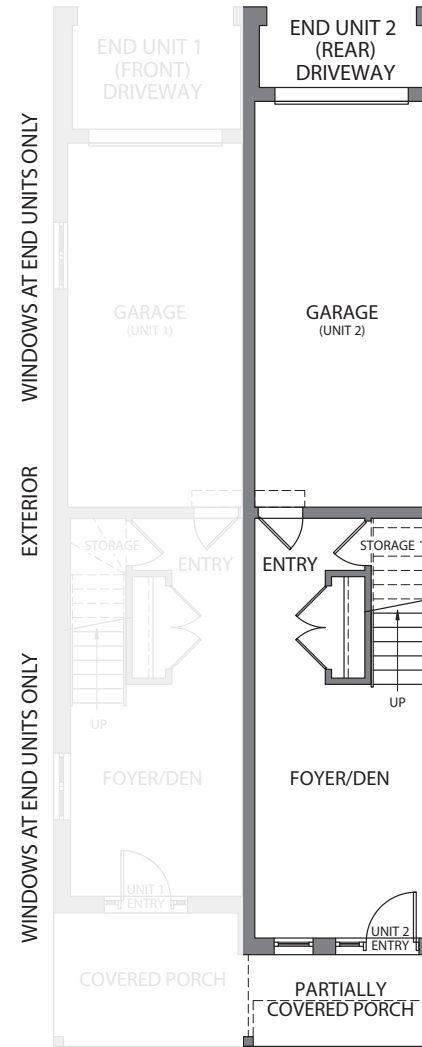 END UNIT 1
(FRONT)
DRIVEWAY
END UNIT 2
(REAR)
DRIVEWAY
WINDOWS AT END UNITS ONLY
GARAGE
(UNIT 1)
GARAGE
(UNIT 2)
EXTERIOR
STORAGE
ENTRY
ENTRY
STORAGE
UP
UP
WINDOWS AT END UNITS ONLY
FOYER/DEN
FOYER/DEN
UNIT 1
ENTRY
UNIT 2
ENTRY
COVERED PORCH
PARTIALLY
COVERED PORCH